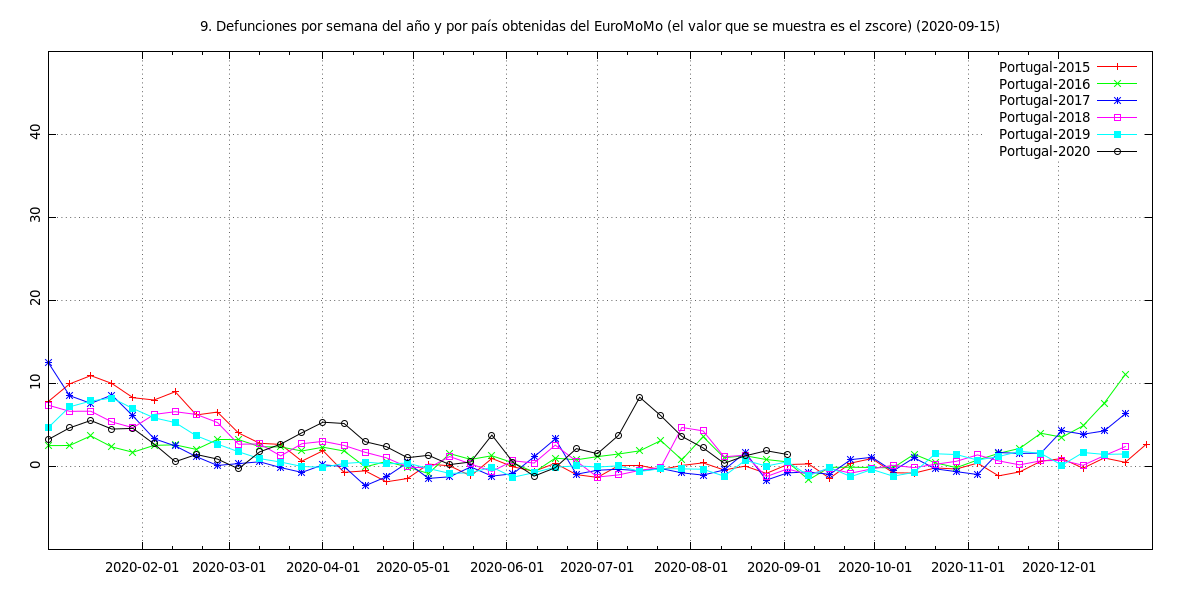 9. Defunciones por semana del año y por país obtenidas del EuroMoMo (el valor que se muestra es el zscore) (2020-09-15)
Portugal-2015
Portugal-2016
Portugal-2017
Portugal-2018
Portugal-2019
Portugal-2020
40
30
20
10
0
2020-02-01 2020-03-01 2020-04-01 2020-05-01 2020-06-01 2020-07-01 2020-08-01 2020-09-01 2020-10-01 2020-11-01 2020-12-01